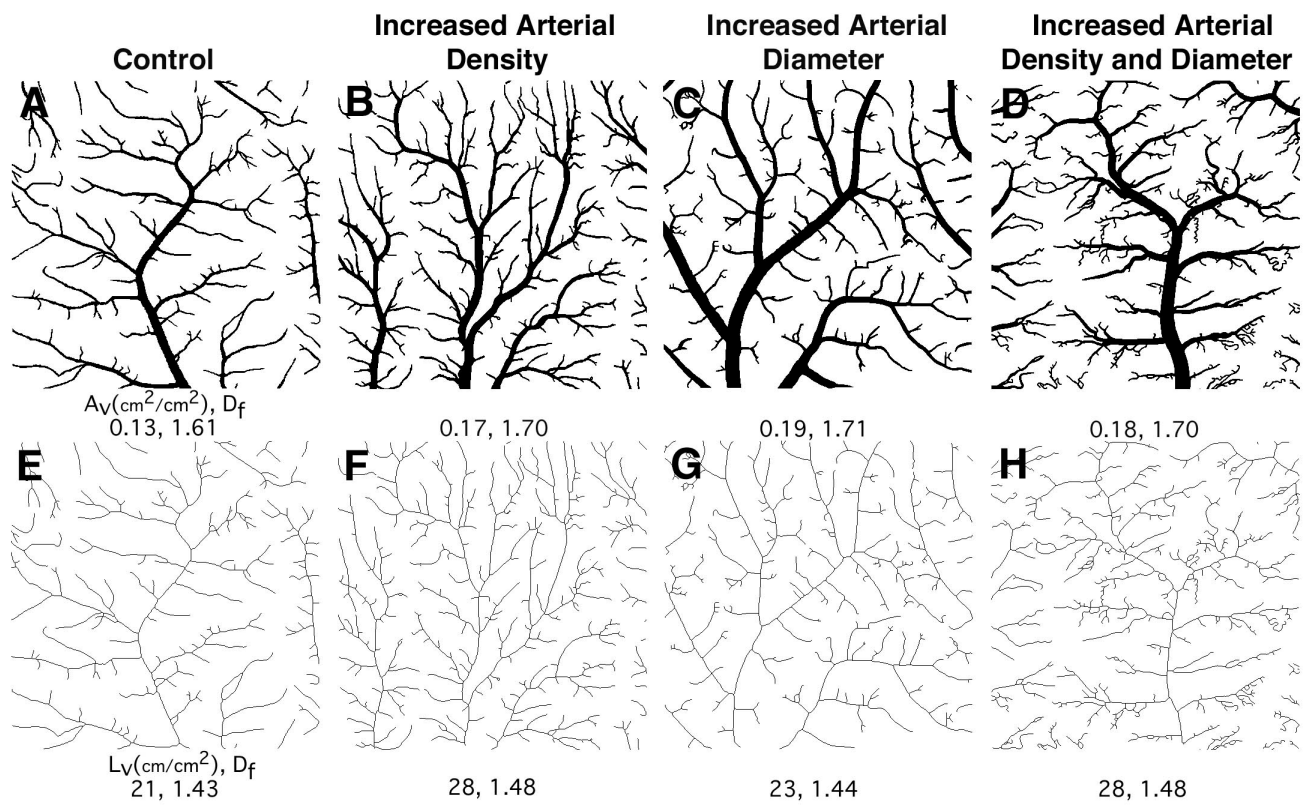 Control
Increased Arterial
Density
Increased Arterial
Diameter
Increased Arterial
Density and Diameter
A
B
C
D
Av(cm²/cm²), Df
0.13, 1.61
0.17, 1.70
0.19, 1.71
0.18, 1.70
E
F
G
H
Lv(cm/cm²), Df
21, 1.43
28, 1.48
23, 1.44
28, 1.48